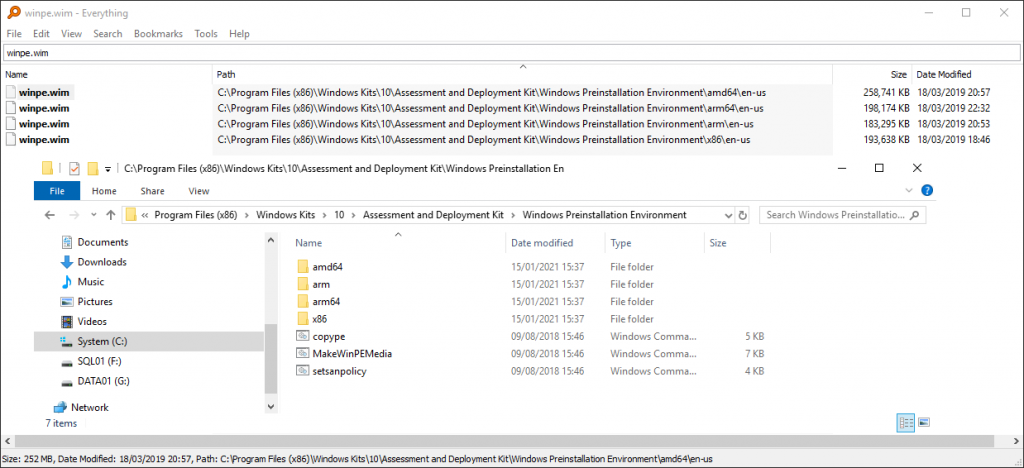 winpe.wim - Everything
File Edit View Search Bookmarks Tools Help
winpe.wim
Name Path Size Date Modified
winpe.wim C:\Program Files (x86)\Windows Kits\10\Assessment and Deployment Kit\Windows Preinstallation Environment\amd64\en-us 258,741 KB 18/03/2019 20:57
winpe.wim C:\Program Files (x86)\Windows Kits\10\Assessment and Deployment Kit\Windows Preinstallation Environment\arm64\en-us 198,174 KB 18/03/2019 22:32
winpe.wim C:\Program Files (x86)\Windows Kits\10\Assessment and Deployment Kit\Windows Preinstallation Environment\arm\en-us 183,295 KB 18/03/2019 20:53
winpe.wim C:\Program Files (x86)\Windows Kits\10\Assessment and Deployment Kit\Windows Preinstallation Environment\x86\en-us 193,638 KB 18/03/2019 18:46
C:\Program Files (x86)\Windows Kits\10\Assessment and Deployment Kit\Windows Preinstallation En
File Home Share View
« Program Files (x86) > Windows Kits > 10 > Assessment and Deployment Kit > Windows Preinstallation Environment Search Windows Preinstallatio...
Name Date modified Type Size
Documents
Downloads
Music
Pictures
Videos
System (C:)
SQL01 (F:)
DATA01 (G:)
Network
amd64 15/01/2021 15:37 File folder
arm 15/01/2021 15:37 File folder
arm64 15/01/2021 15:37 File folder
x86 15/01/2021 15:37 File folder
copype 09/08/2018 15:46 Windows Comma... 5 KB
MakeWinPEMedia 09/08/2018 15:46 Windows Comma... 7 KB
setsanpolicy 09/08/2018 15:46 Windows Comma... 4 KB
7 items
Size: 252 MB, Date Modified: 18/03/2019 20:57, Path: C:\Program Files (x86)\Windows Kits\10\Assessment and Deployment Kit\Windows Preinstallation Environment\amd64\en-us